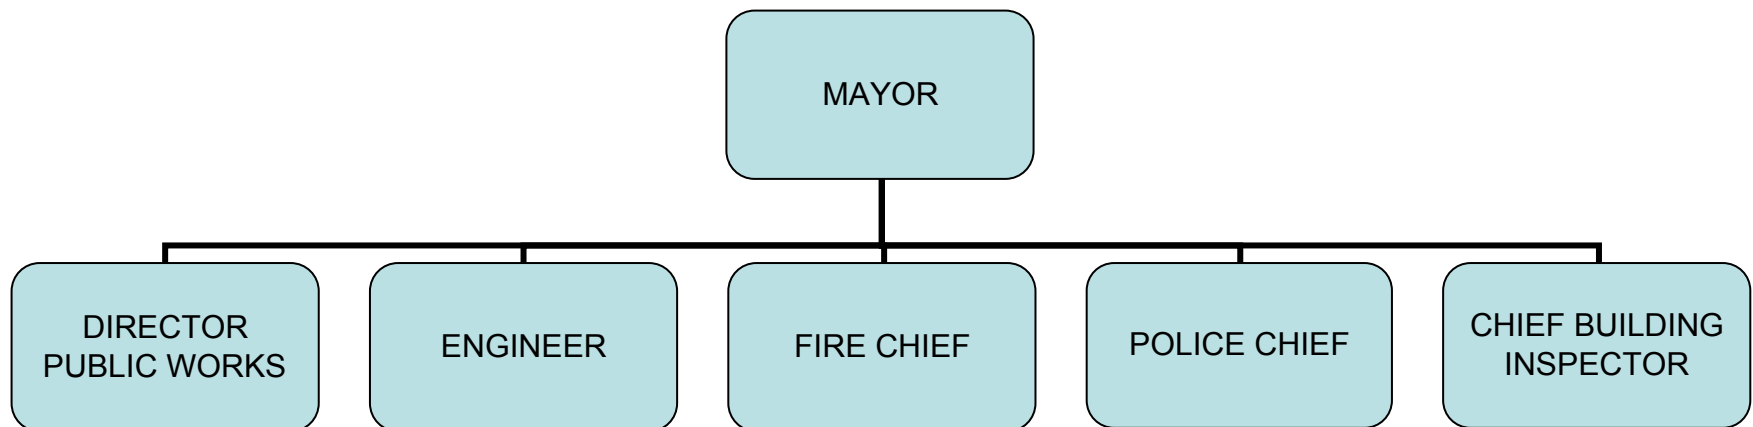 MAYOR
DIRECTOR
PUBLIC WORKS
ENGINEER
FIRE CHIEF
POLICE CHIEF
CHIEF BUILDING
INSPECTOR